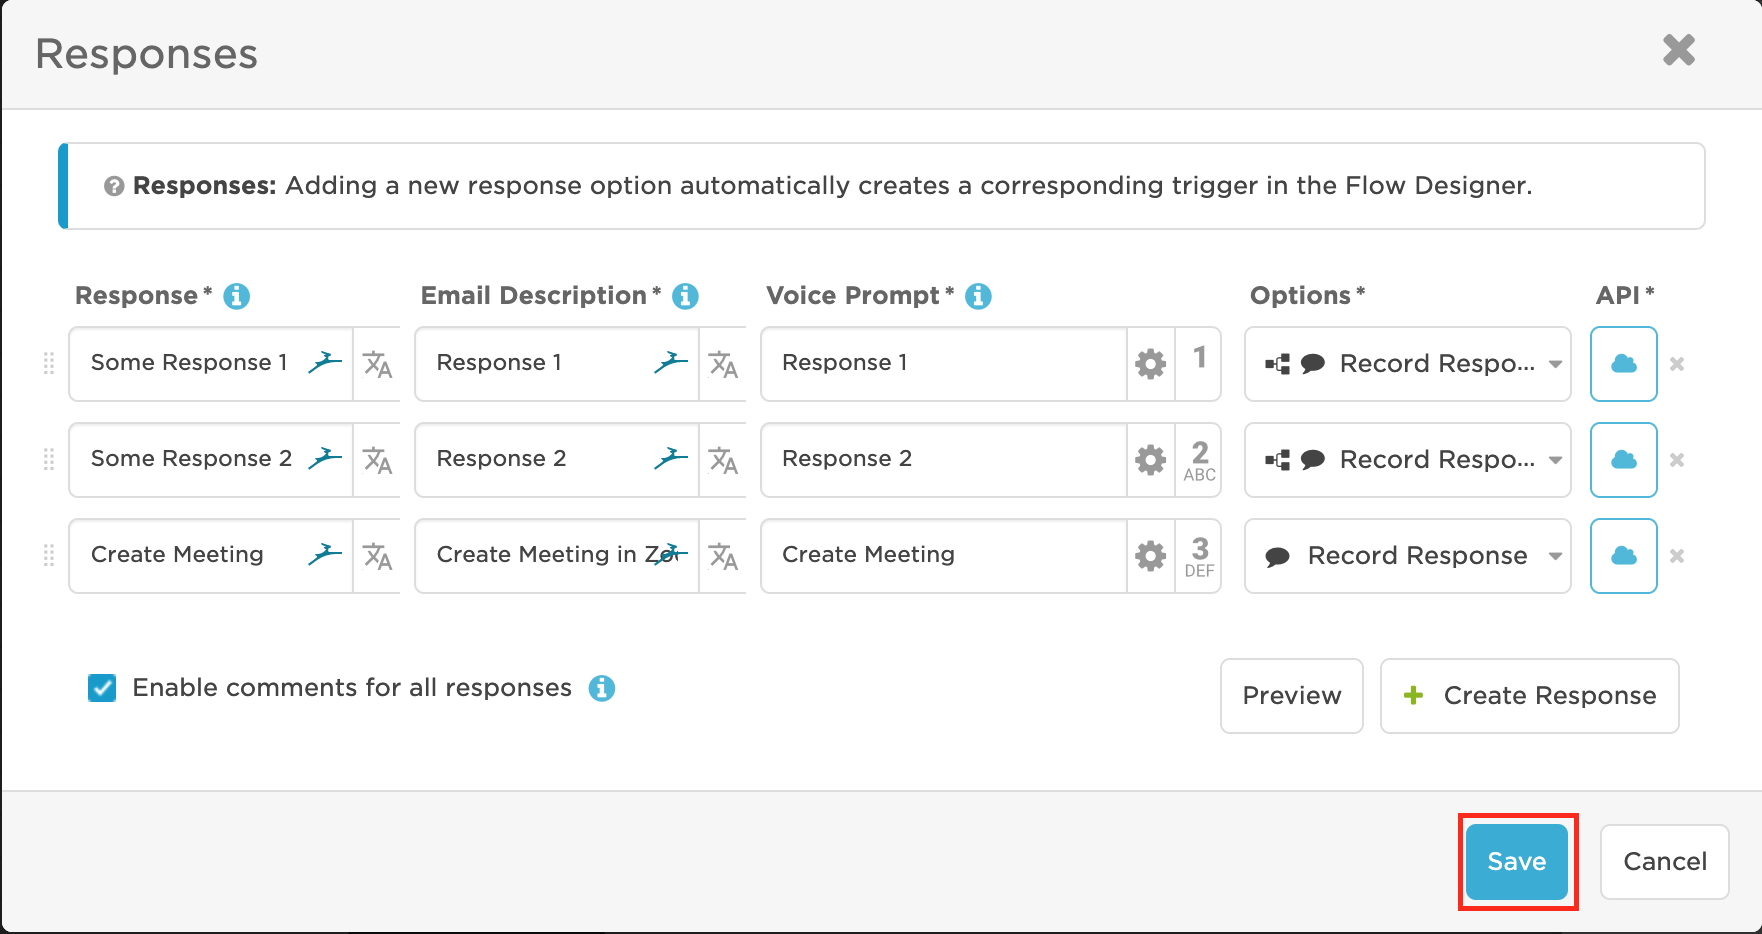 Responses
Responses: Adding a new response option automatically creates a corresponding trigger in the Flow Designer.
Response* Email Description* Voice Prompt* Options* API*
Some Response 1 Response 1 Response 1 1 Record Respo...
Some Response 2 Response 2 Response 2 2 ABC Record Respo...
Create Meeting Create Meeting in Create Meeting 3 DEF Record Response
Enable comments for all responses Preview Create Response
Save Cancel